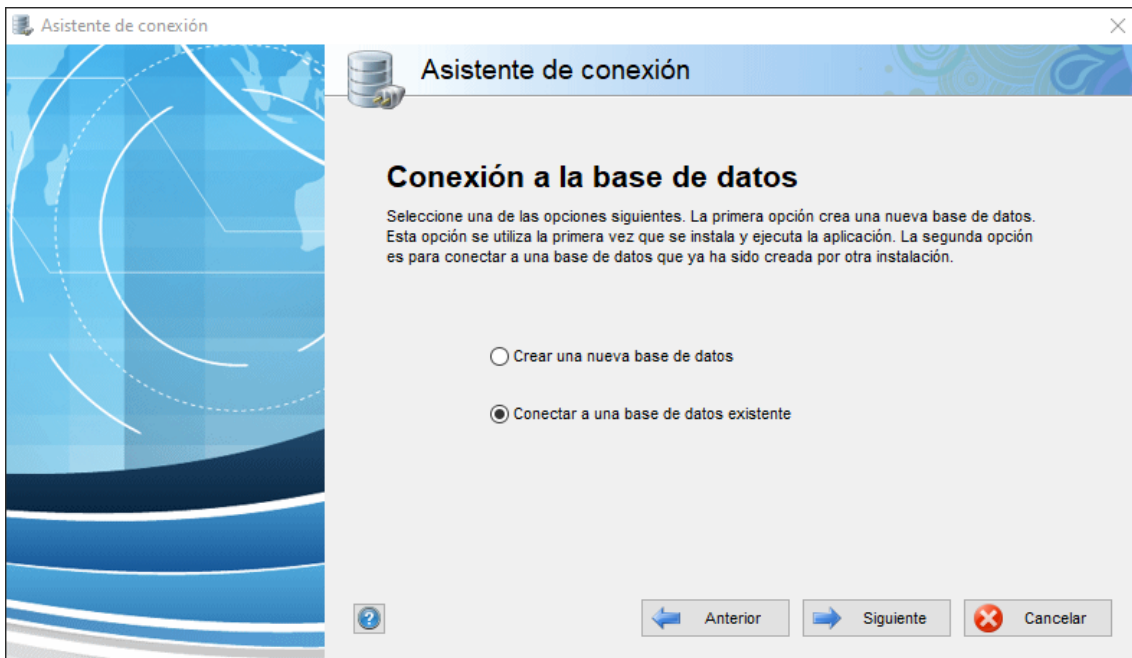 Asistente de conexión
Asistente de conexión
Conexión a la base de datos
Seleccione una de las opciones siguientes. La primera opción crea una nueva base de datos.
Esta opción se utiliza la primera vez que se instala y ejecuta la aplicación. La segunda opción
es para conectar a una base de datos que ya ha sido creada por otra instalación.
Crear una nueva base de datos
Conectar a una base de datos existente
? Anterior Siguiente Cancelar